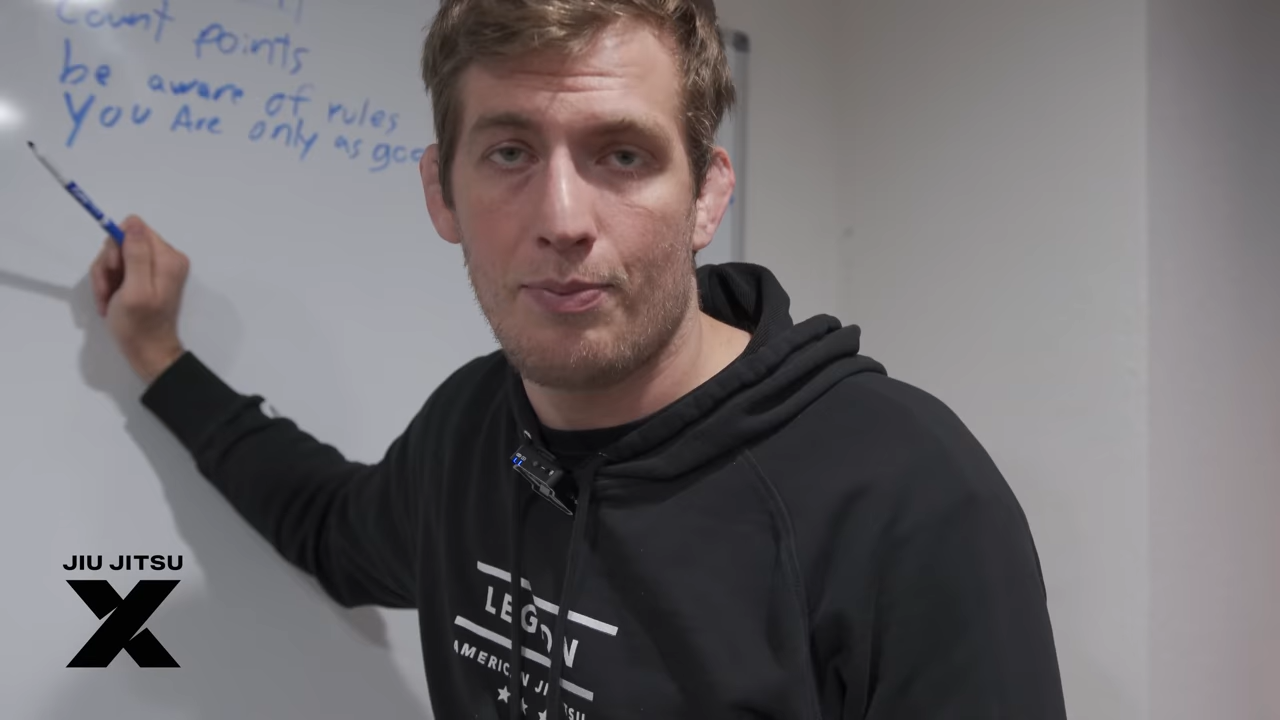 count points
be aware of rules
You Are only as goo
JIU JITSU
X
LEGION
AMERICAN JIU JITSU